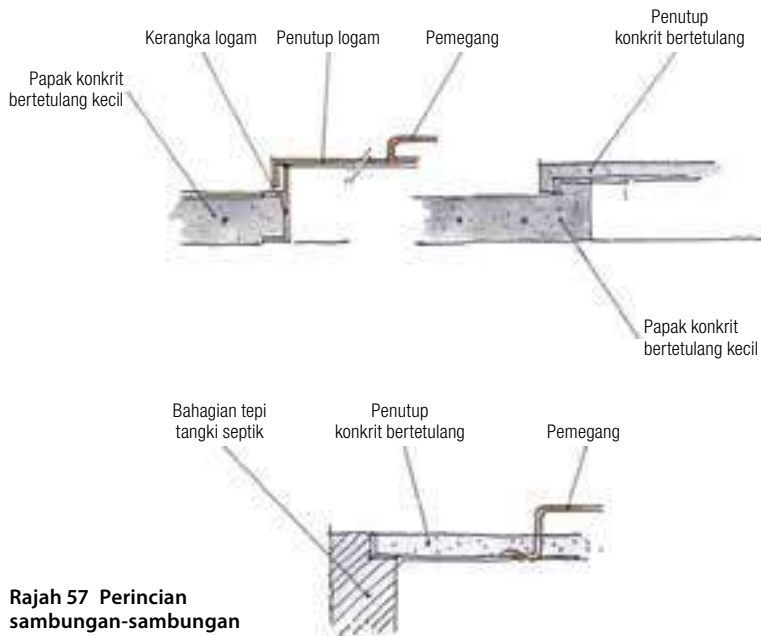 Kerangka logam
Penutup logam
Pemegang
Penutup
konkrit bertetulang
Papak konkrit
bertetulang kecil
Papak konkrit
bertetulang kecil
Bahagian tepi
tangki septik
Penutup
konkrit bertetulang
Pemegang
Rajah 57 Perincian
sambungan-sambungan